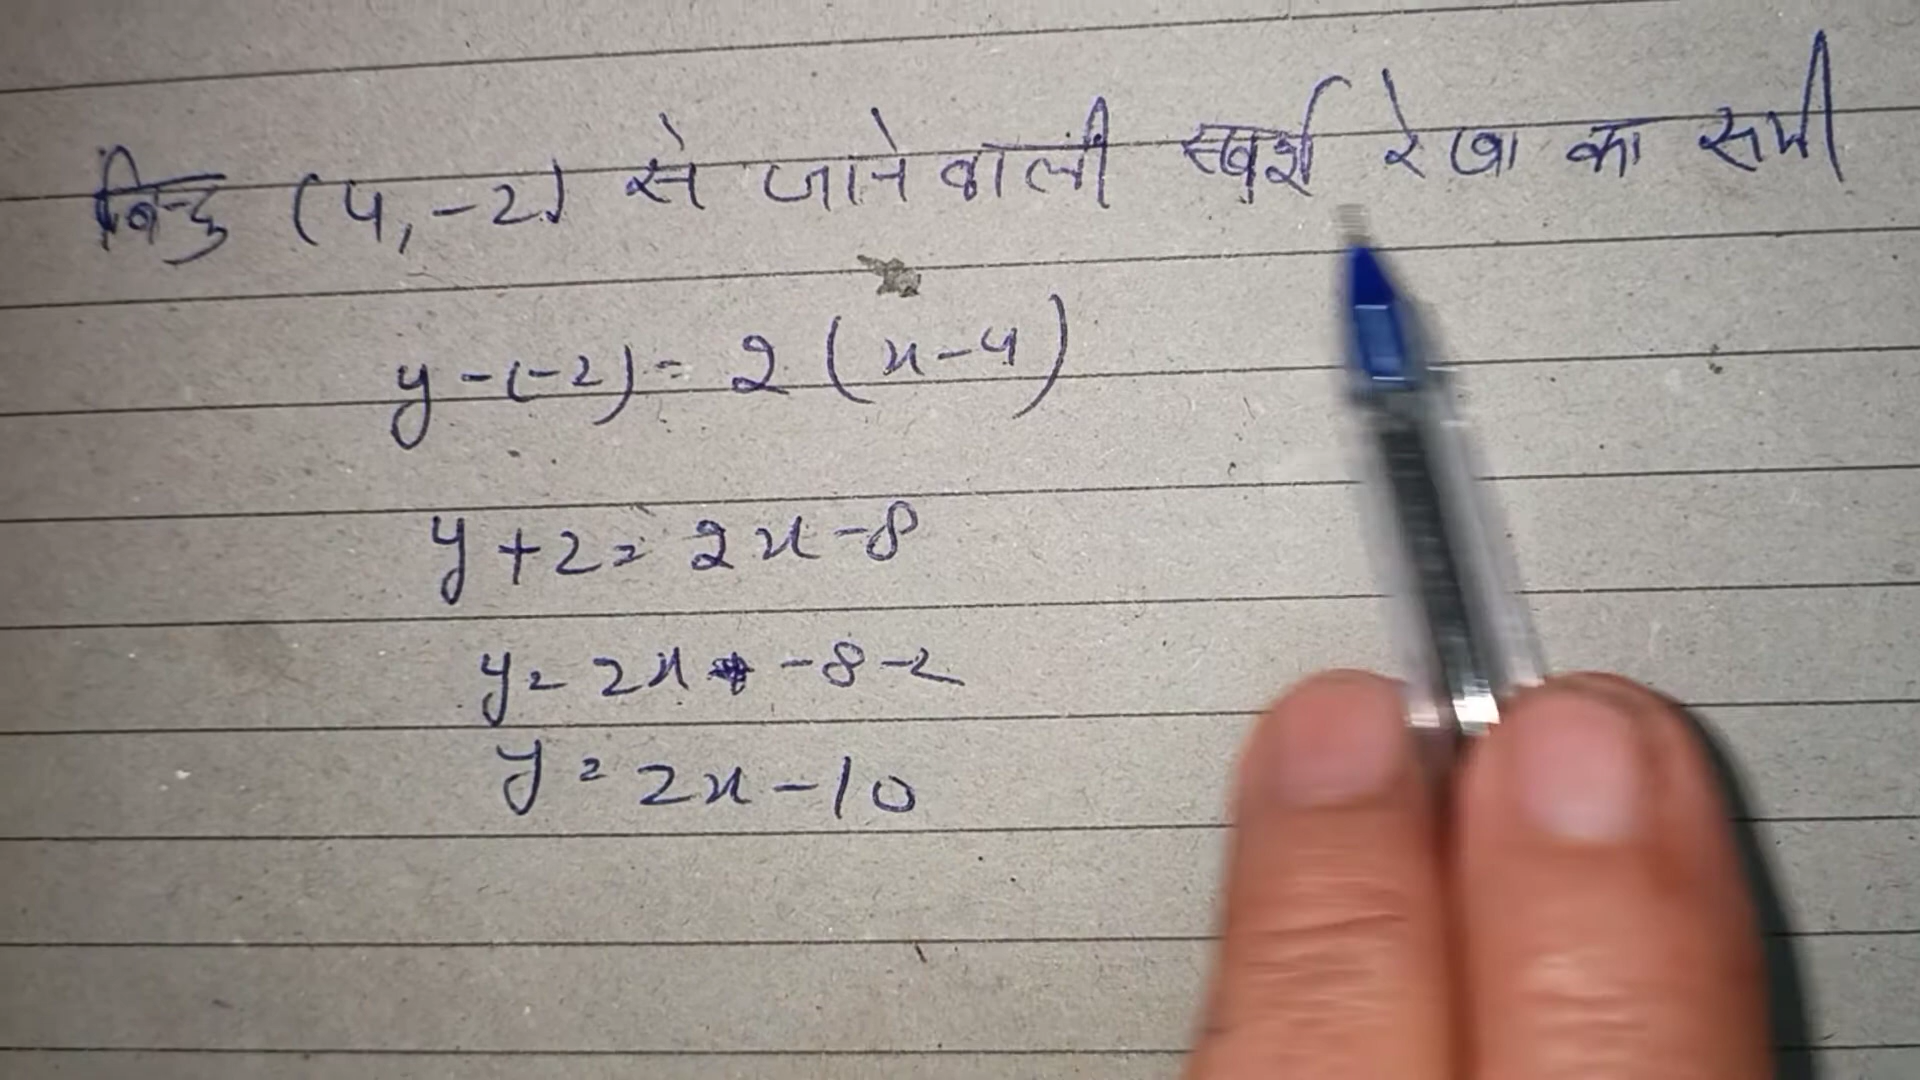 बिन्दु (4,-2) से जाने वाली स्पर्श रेखा का समी
y-(-2) = 2(x-4)
y+2 = 2x-8
y = 2x -8-2
y = 2x-10